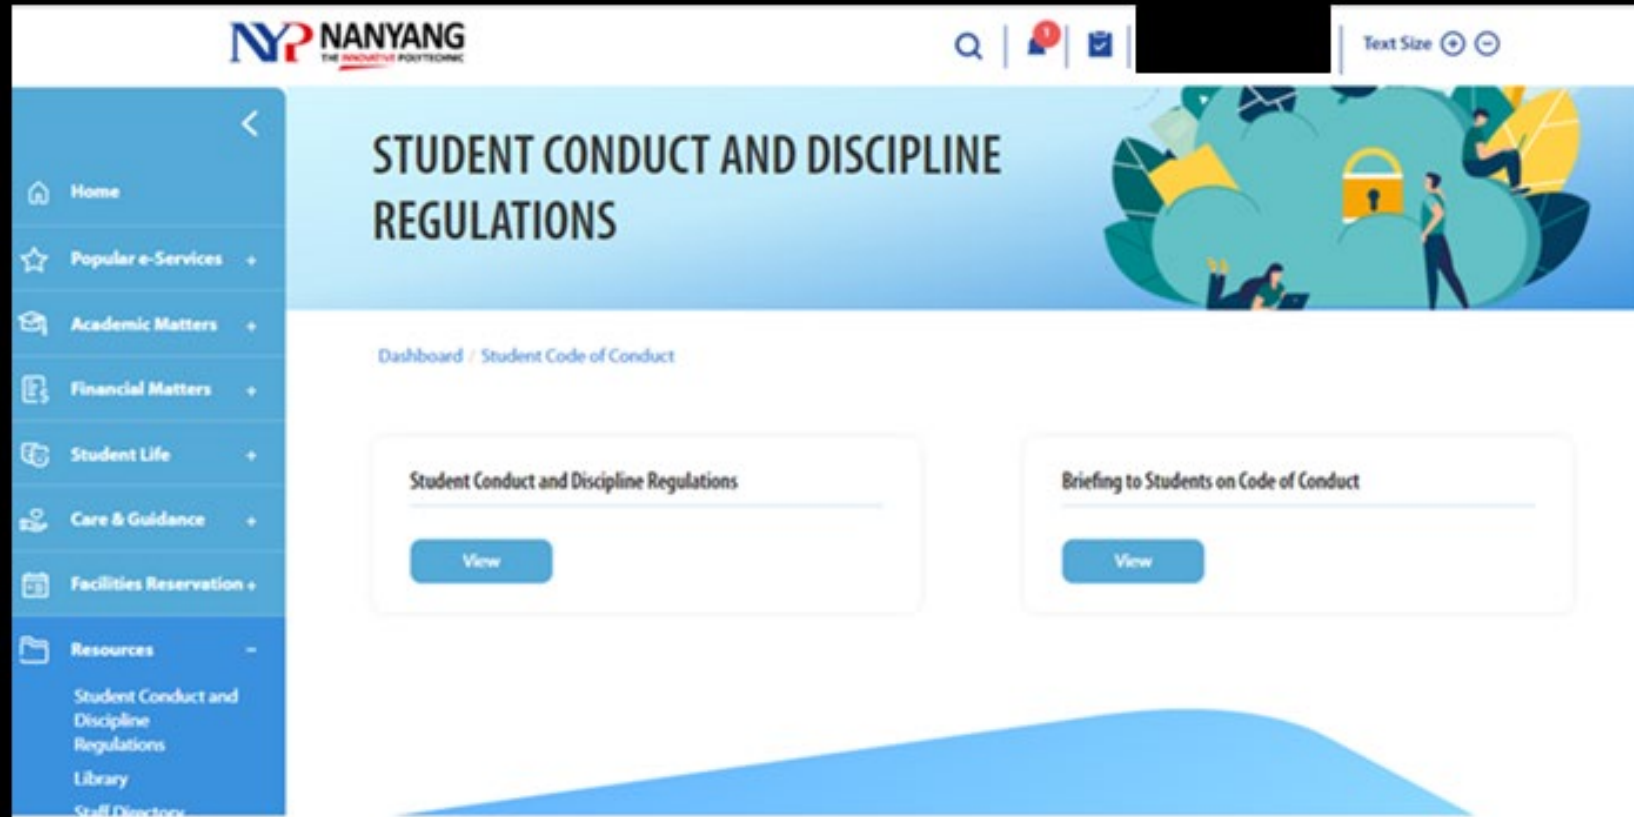 NYP NANYANG
THE INNOVATIVE POLYTECHNIC
1
Text Size
Home
Popular e-Services +
Academic Matters +
Financial Matters +
Student Life +
Care & Guidance +
Facilities Reservation +
Resources -
Student Conduct and
Discipline
Regulations
Library
Staff Directory
STUDENT CONDUCT AND DISCIPLINE
REGULATIONS
Dashboard / Student Code of Conduct
Student Conduct and Discipline Regulations
View
Briefing to Students on Code of Conduct
View